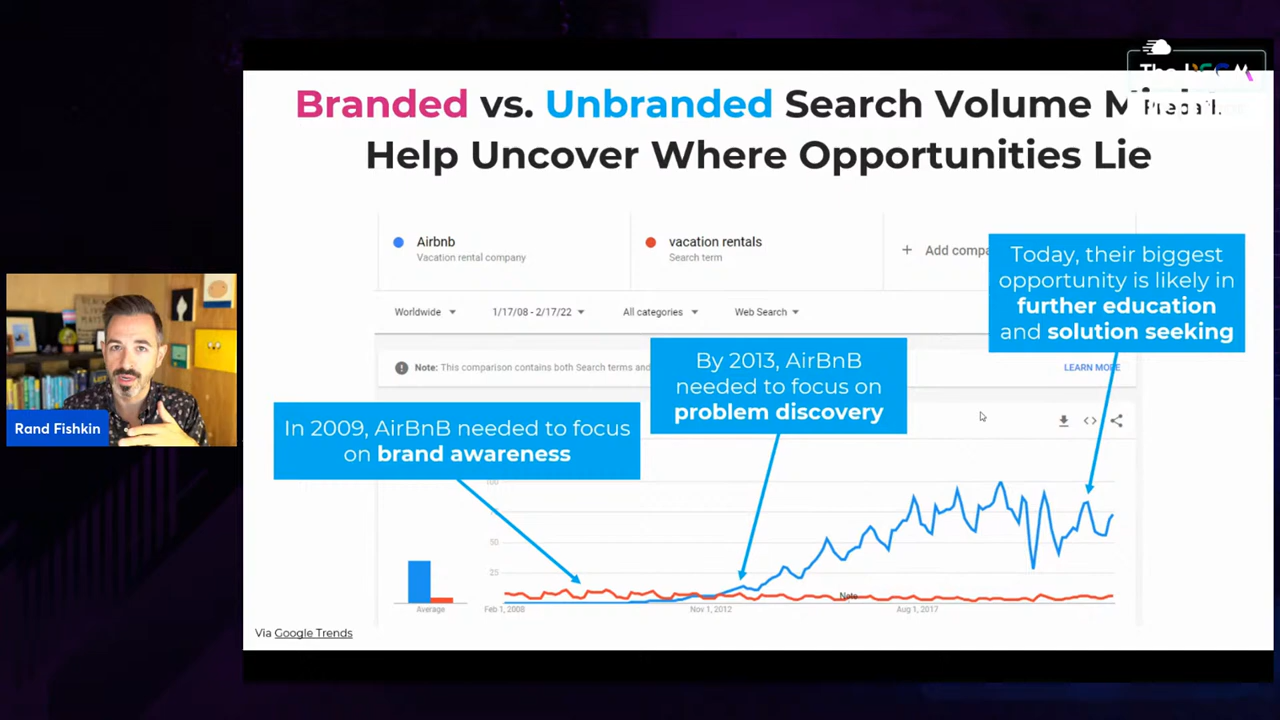 Branded vs. Unbranded Search Volume
Help Uncover Where Opportunities Lie
Airbnb
Vacation rental company
vacation rentals
Search term
+ Add
Today, their biggest
opportunity is likely in
further education
and solution seeking
Worldwide
1/17/08 - 2/17/22
All categories
Web Search
Note: This comparison contains both Search terms and
LEARN MORE
By 2013, AirBnB
needed to focus on
problem discovery
In 2009, AirBnB needed to focus
on brand awareness
Rand Fishkin
100
50
25
Note
Average
Feb 1, 2008
Nov 1, 2012
Aug 1, 2017
Via Google Trends